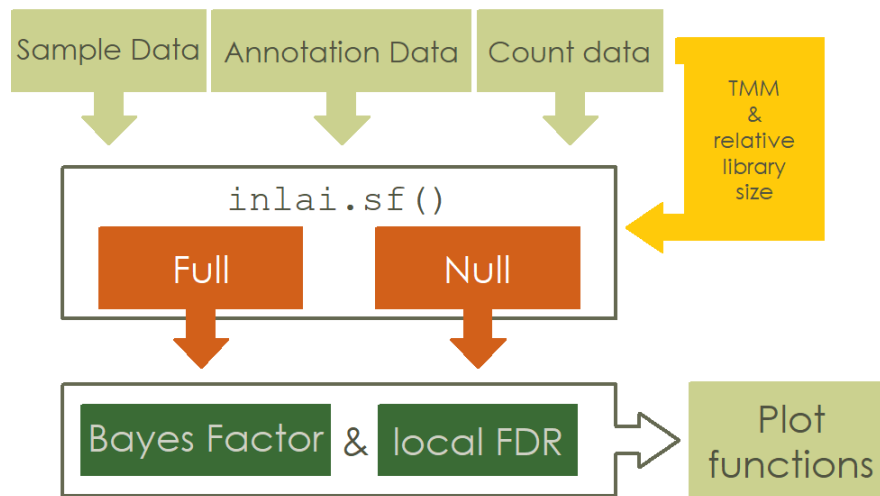 Sample Data
Annotation Data
Count data
TMM
&
relative
library
size
inlai.sf()
Full
Null
Bayes Factor & local FDR
Plot
functions